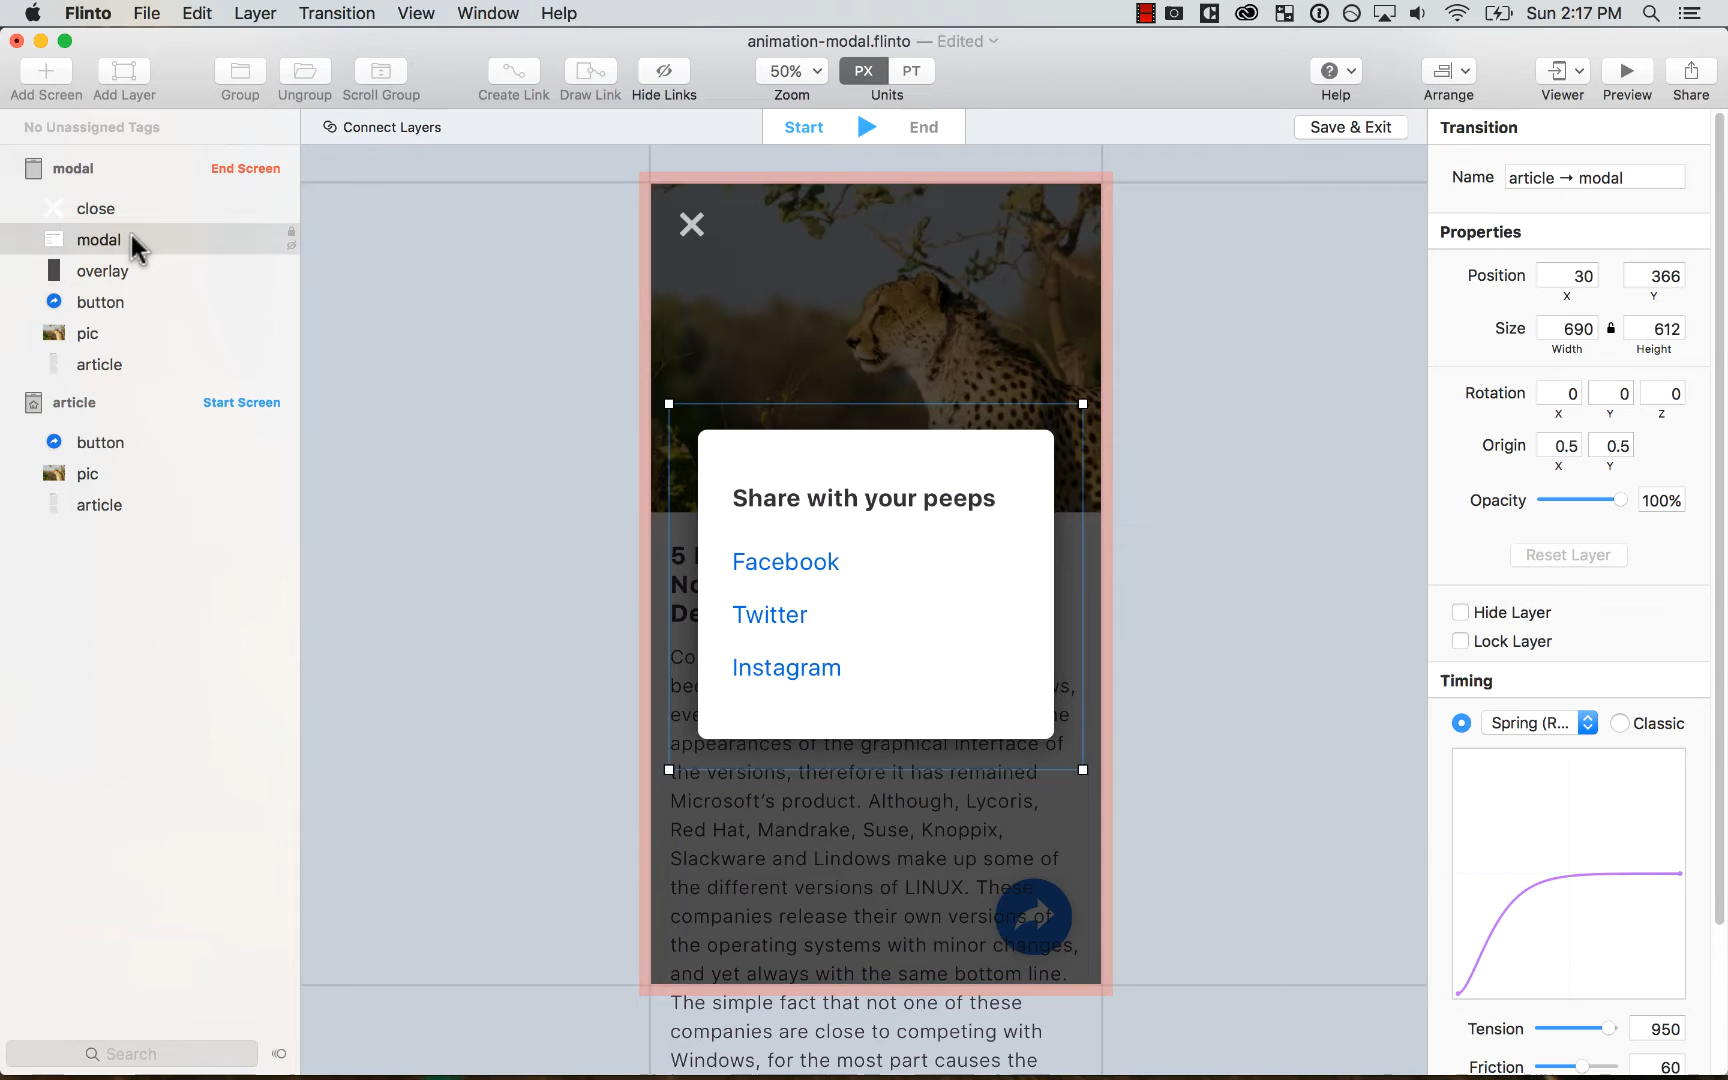 Flinto File Edit Layer Transition View Window Help Sun 2:17 PM
animation-modal.flinto — Edited
50% PX PT
Add Screen Add Layer Group Ungroup Scroll Group Create Link Draw Link Hide Links Zoom Units Help Arrange Viewer Preview Share
No Unassigned Tags
Connect Layers
Start End
Save & Exit
Transition
modal End Screen
close
modal
overlay
button
pic
article
article Start Screen
button
pic
article
Search
Share with your peeps
Facebook
Twitter
Instagram
5
No
De
Co
bec vs,
eve e
appearances of the graphical interface of
the versions, therefore it has remained
Microsoft's product. Although, Lycoris,
Red Hat, Mandrake, Suse, Knoppix,
Slackware and Lindows make up some of
the different versions of LINUX. These
companies release their own versions of
the operating systems with minor changes,
and yet always with the same bottom line.
The simple fact that not one of these
companies are close to competing with
Windows, for the most part causes the
Name article → modal
Properties
Position 30 366
X Y
Size 690 612
Width Height
Rotation 0 0 0
X Y Z
Origin 0.5 0.5
X Y
Opacity 100%
Reset Layer
Hide Layer
Lock Layer
Timing
Spring (R... Classic
Tension 950
Friction 60